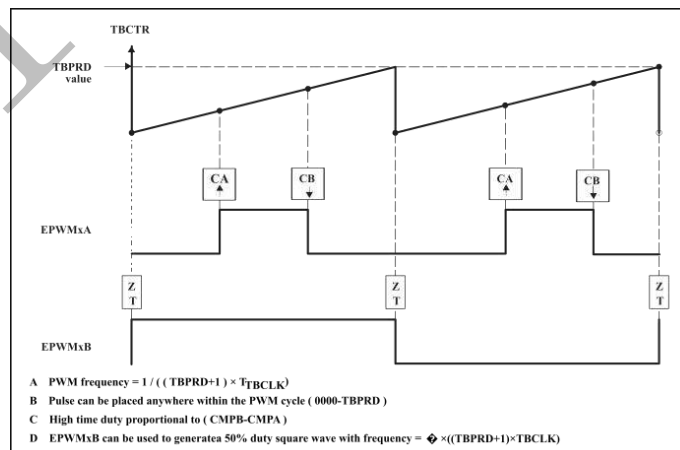 TBCTR
TBPRD
value
CA
CB
CA
CB
EPWMxA
Z
T
Z
T
Z
T
EPWMxB
A PWM frequency = 1 / ( ( TBPRD+1 ) × TTBCLK)
B Pulse can be placed anywhere within the PWM cycle ( 0000-TBPRD )
C High time duty proportional to ( CMPB-CMPA )
D EPWMxB can be used to generatea 50% duty square wave with frequency = � ×((TBPRD+1)×TBCLK)